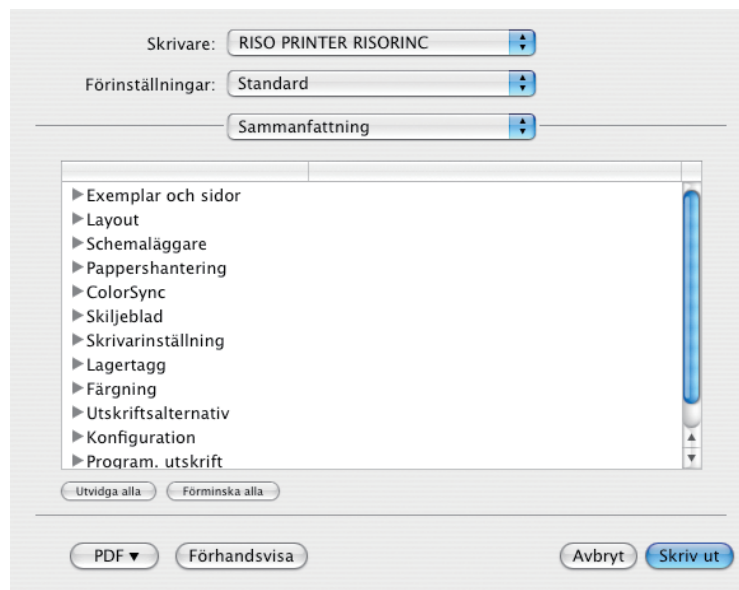 Skrivare: RISO PRINTER RISORINC
Förinställningar: Standard
Sammanfattning
Exemplar och sidor
Layout
Schemaläggare
Pappershantering
ColorSync
Skiljeblad
Skrivarinställning
Lagertagg
Färgning
Utskriftsalternativ
Konfiguration
Program. utskrift
Utvidga alla Förminska alla
PDF Förhandsvisa Avbryt Skriv ut